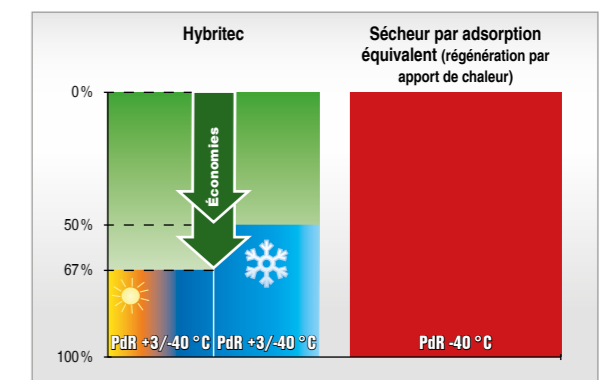 Hybritec
Sécheur par adsorption
équivalent (régénération par
apport de chaleur)
0 %
Économies
50 %
67 %
PdR +3/-40 °C
PdR +3/-40 °C
PdR -40 °C
100 %